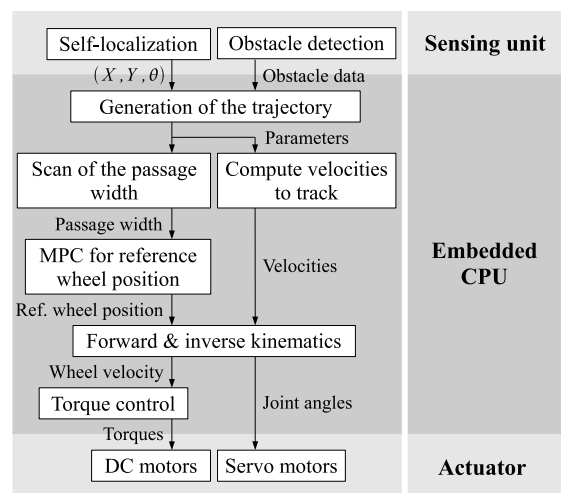 Self-localization
Obstacle detection
Sensing unit
(X, Y, θ)
Obstacle data
Generation of the trajectory
Parameters
Scan of the passage
width
Compute velocities
to track
Passage width
MPC for reference
wheel position
Velocities
Embedded
CPU
Ref. wheel position
Forward & inverse kinematics
Wheel velocity
Torque control
Joint angles
Torques
DC motors
Servo motors
Actuator